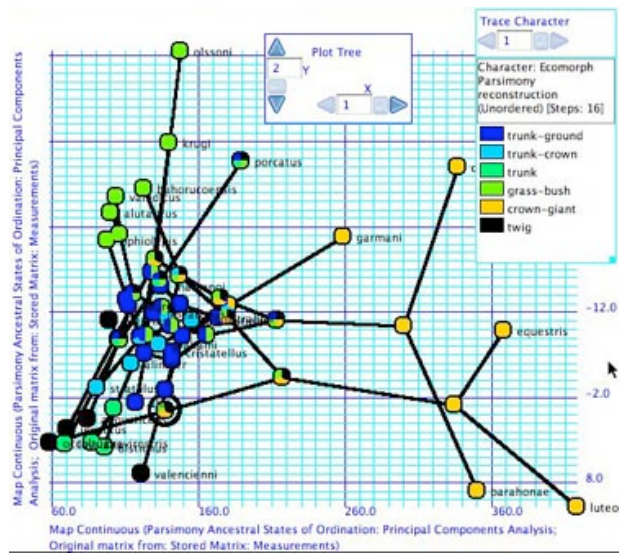 Trace Character
1
Plot Tree
2
Y
X
1
Character: Ecomorph
Parsimony
reconstruction
(Unordered) [Steps: 16]
trunk-ground
trunk-crown
trunk
grass-bush
crown-giant
twig
olssoni
krugi
porcatus
bahorucoensis
alutaceus
garmani
equestris
cristatellus
valencienni
barahonae
luteo
-12.0
-2.0
8.0
60.0
160.0
260.0
360.0
Map Continuous (Parsimony Ancestral States of Ordination: Principal Components
Analysis; Original matrix from: Stored Matrix: Measurements)
Map Continuous (Parsimony Ancestral States of Ordination: Principal Components Analysis;
Original matrix from: Stored Matrix: Measurements)